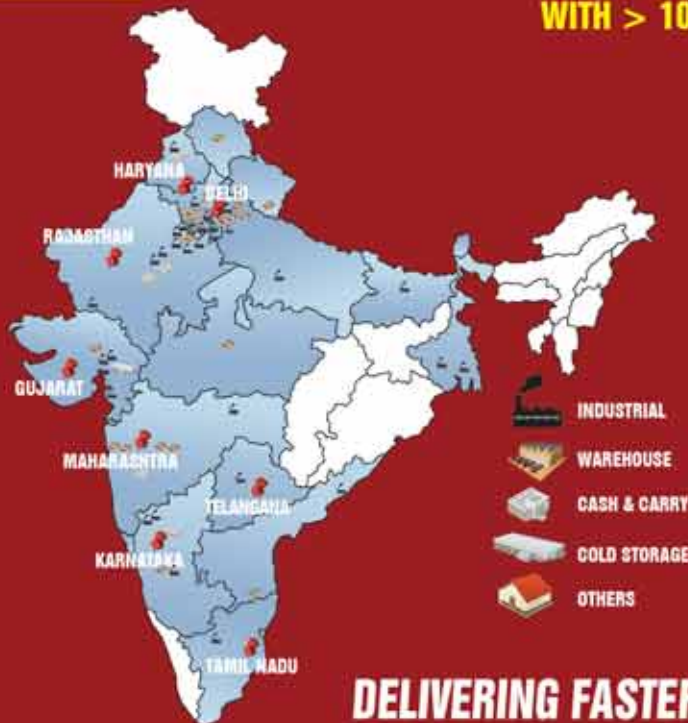 WITH > 10
HARYANA
DELHI
RAJASTHAN
GUJARAT
MAHARASHTRA
TELANGANA
KARNATAKA
TAMIL NADU
INDUSTRIAL
WAREHOUSE
CASH & CARRY
COLD STORAGE
OTHERS
DELIVERING FASTER